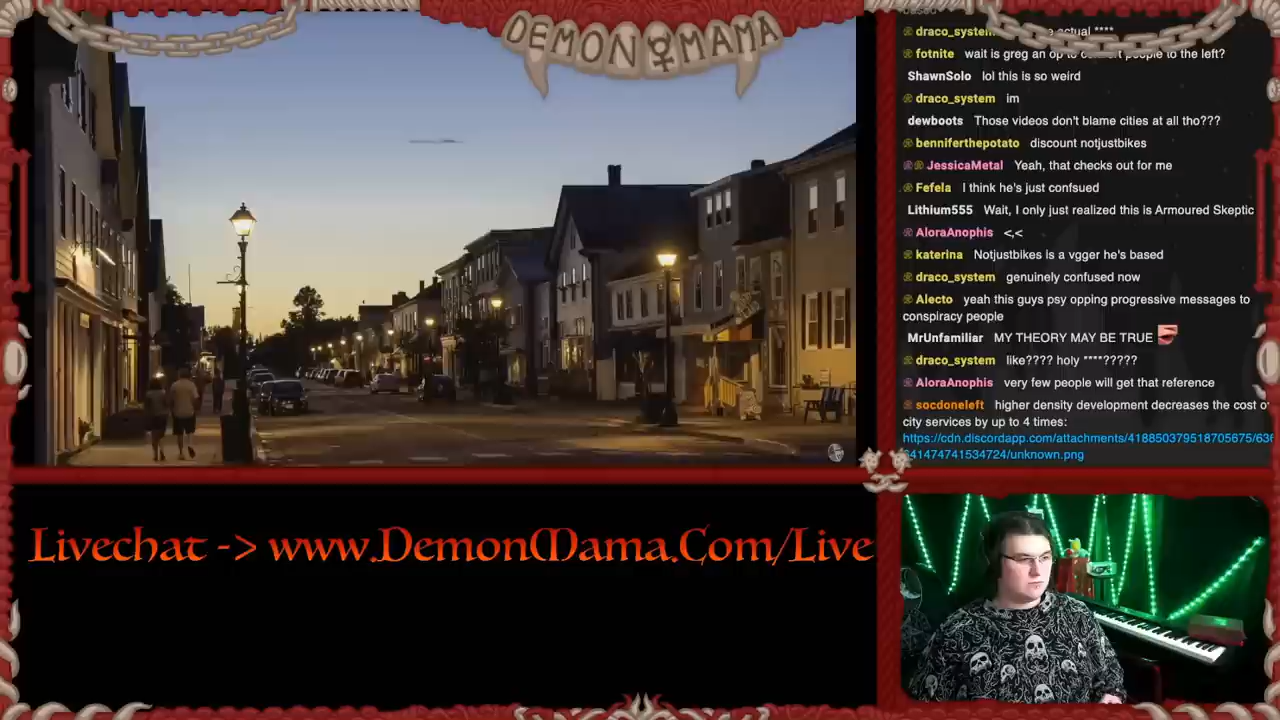 DEMON MAMA
draco_system
actual ****
fotnite wait is greg an op to people to the left?
ShawnSolo lol this is so weird
draco_system im
dewboots Those videos don't blame cities at all tho???
benniferthepotato discount notjustbikes
JessicaMetal Yeah, that checks out for me
Fefela I think he's just confsued
Lithium555 Wait, I only just realized this is Armoured Skeptic
AloraAnophis <,<
katerina Notjustbikes is a vgger he's based
draco_system genuinely confused now
Alecto yeah this guys psy opping progressive messages to
conspiracy people
MrUnfamiliar MY THEORY MAY BE TRUE
draco_system like???? holy ****?????
AloraAnophis very few people will get that reference
socdoneleft higher density development decreases the cost
city services by up to 4 times:
https://cdn.discordapp.com/attachments/418850379518705675/636
641474741534724/unknown.png
Livechat -> www.DemonMama.Com/Live